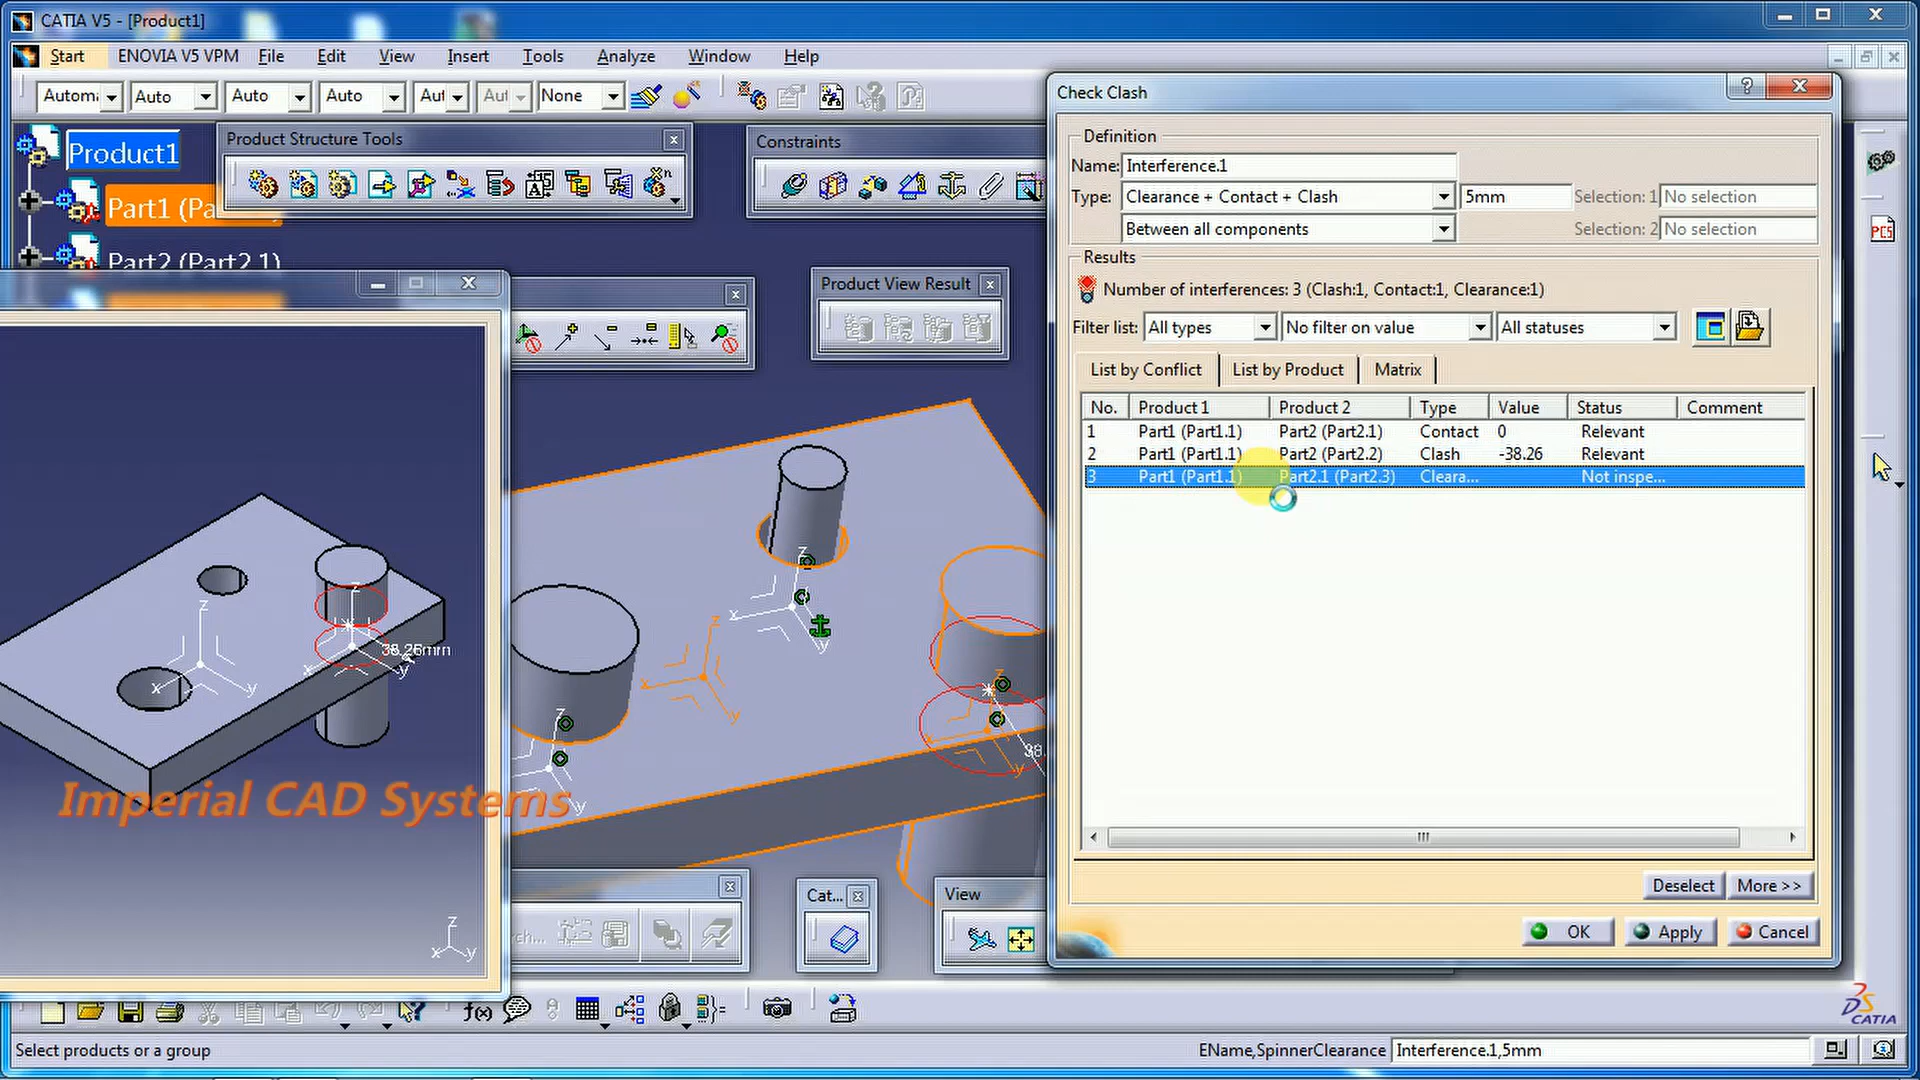 CATIA V5 - [Product1]
Start ENOVIA V5 VPM File Edit View Insert Tools Analyze Window Help
Auto Auto Auto None
Check Clash
Definition
Name: Interference.1
Type: Clearance + Contact + Clash 5mm Selection: 1 No selection
Between all components Selection: 2 No selection
Results
Number of interferences: 3 (Clash:1, Contact:1, Clearance:1)
Filter list: All types No filter on value All statuses
List by Conflict List by Product Matrix
No. Product 1 Product 2 Type Value Status Comment
1 Part1 (Part1.1) Part2 (Part2.1) Contact 0 Relevant
2 Part1 (Part1.1) Part2 (Part2.2) Clash -38.26 Relevant
3 Part1 (Part1.1) Part2.1 (Part2.3) Cleara... Not inspe...
Deselect More >>
OK Apply Cancel
Product1
Part1 (Pa
Part2 (Part2.1)
Product Structure Tools
Constraints
Product View Result
z
x y
38.26mm
z
x y
z
x y
z
x y
z
x y
z
y
z
y
38.
Imperial CAD Systems
Cat...
View
f(x)
PCS
DS CATIA
Select products or a group
EName,SpinnerClearance Interference.1,5mm